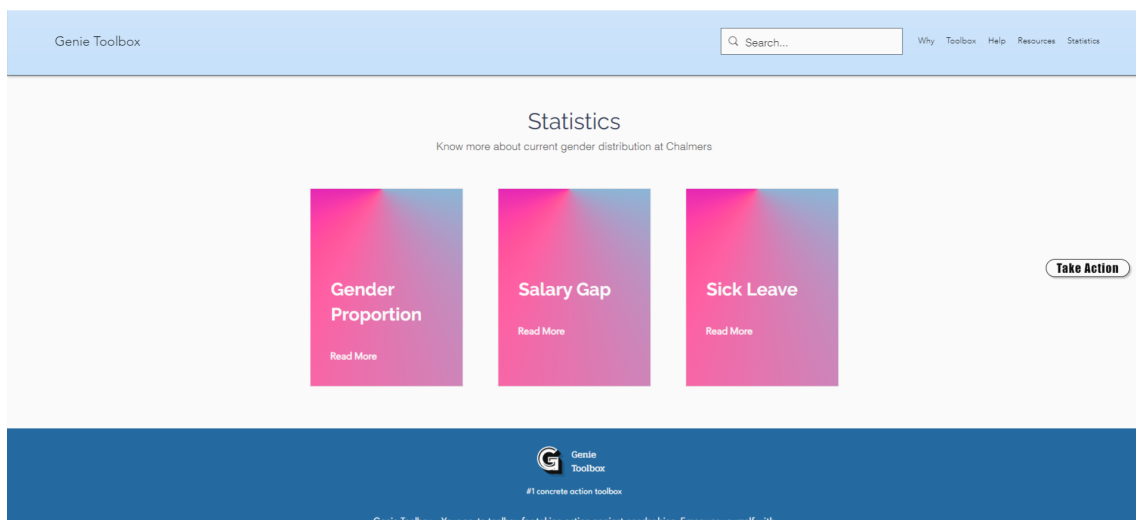 Genie Toolbox
Search...
Why Toolbox Help Resources Statistics
Statistics
Know more about current gender distribution at Chalmers
Gender
Proportion
Read More
Salary Gap
Read More
Sick Leave
Read More
Take Action
G
Genie
Toolbox
#1 concrete action toolbox